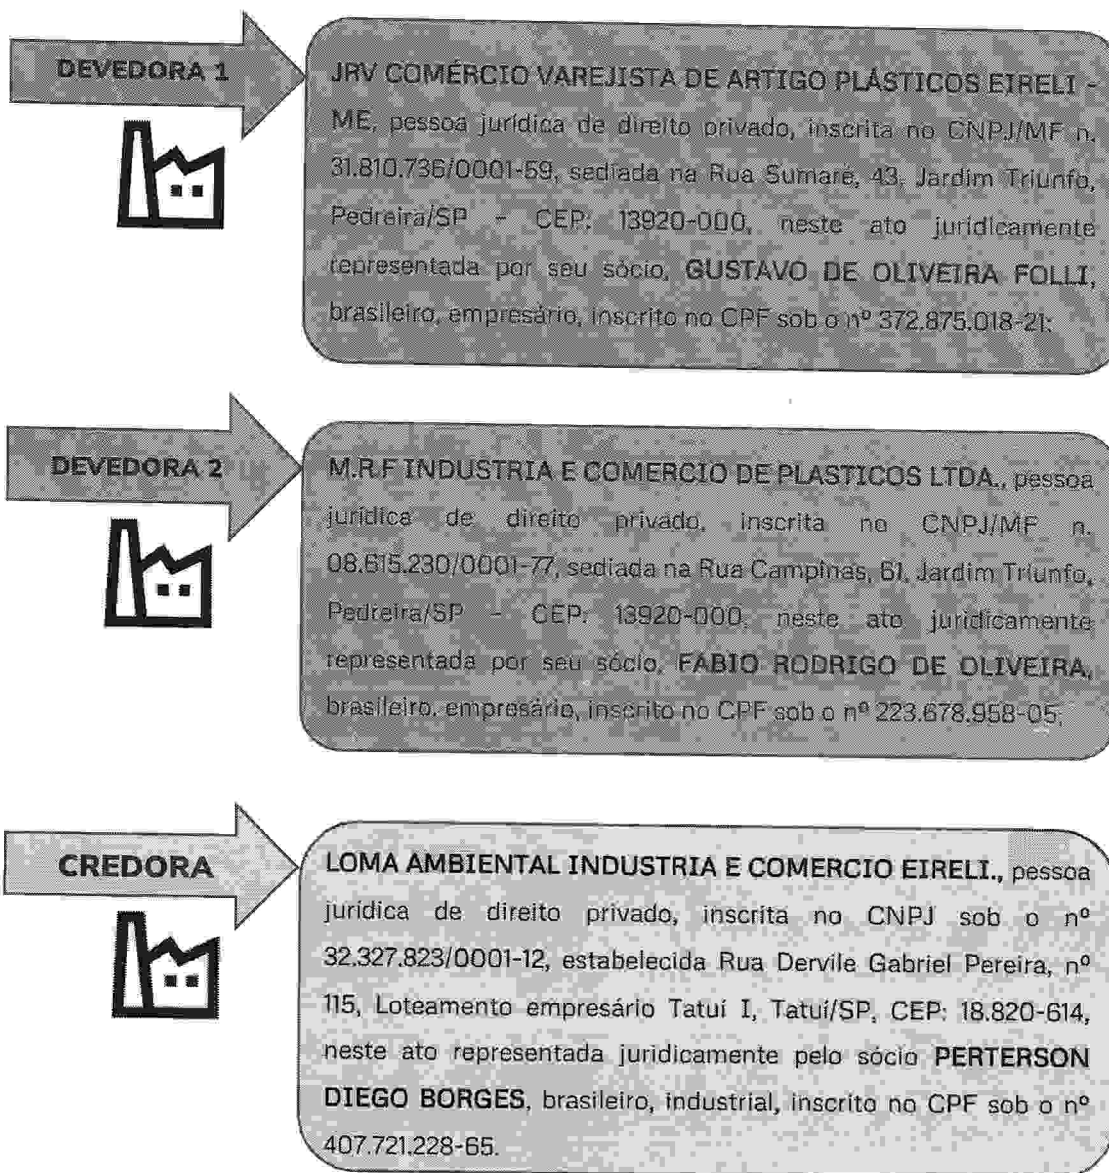 DEVEDORA 1
JRV COMÉRCIO VAREJISTA DE ARTIGO PLÁSTICOS EIRELI -
ME, pessoa jurídica de direito privado, inscrita no CNPJ/MF n.
31.810.736/0001-59, sediada na Rua Sumaré, 43, Jardim Triunfo,
Pedreira/SP - CEP: 13920-000, neste ato juridicamente
representada por seu sócio, GUSTAVO DE OLIVEIRA FOLLI,
brasileiro, empresário, inscrito no CPF sob o nº 372.875.018-21;
DEVEDORA 2
M.R.F INDUSTRIA E COMERCIO DE PLASTICOS LTDA., pessoa
jurídica de direito privado, inscrita no CNPJ/MF n.
08.615.230/0001-77, sediada na Rua Campinas, 61, Jardim Triunfo,
Pedreira/SP - CEP: 13920-000, neste ato juridicamente
representada por seu sócio, FABIO RODRIGO DE OLIVEIRA,
brasileiro, empresário, inscrito no CPF sob o nº 223.678.958-05;
CREDORA
LOMA AMBIENTAL INDUSTRIA E COMERCIO EIRELI., pessoa
jurídica de direito privado, inscrita no CNPJ sob o nº
32.327.823/0001-12, estabelecida Rua Dervile Gabriel Pereira, nº
115, Loteamento empresário Tatuí I, Tatuí/SP, CEP: 18.820-614,
neste ato representada juridicamente pelo sócio PERTERSON
DIEGO BORGES, brasileiro, industrial, inscrito no CPF sob o nº
407.721.228-65.